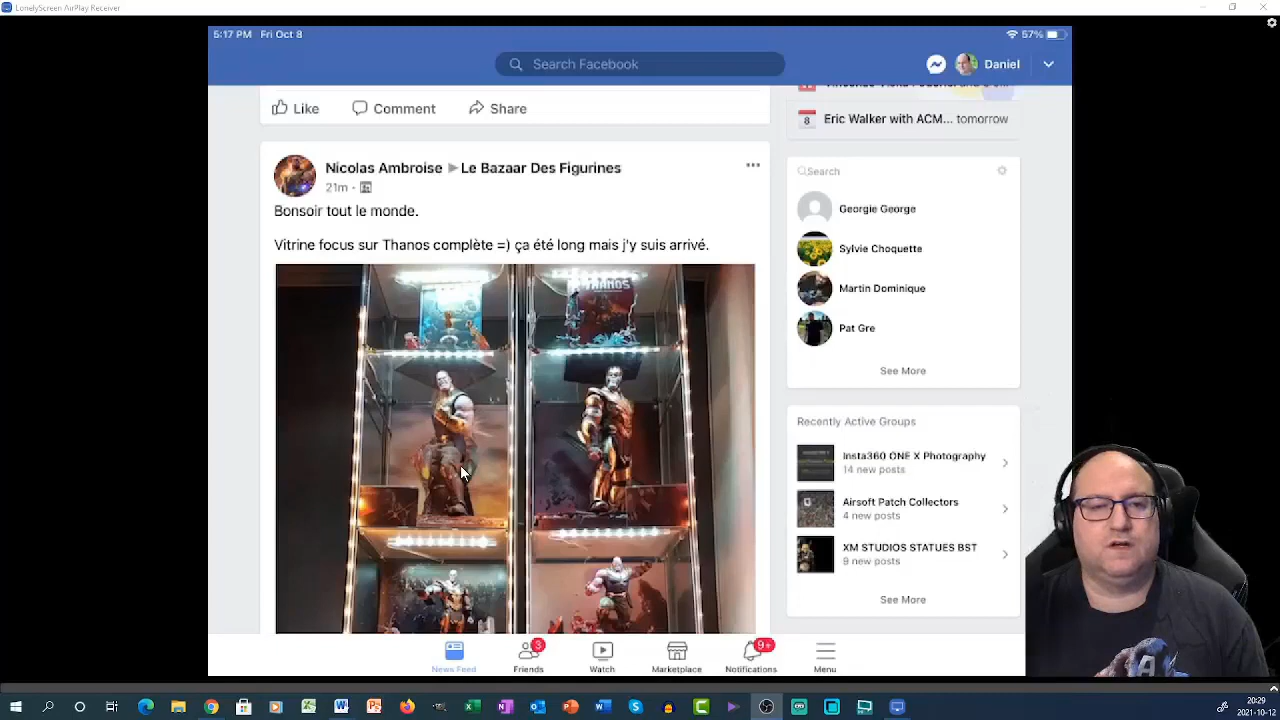 LonelyScreen AirPlay Receiver
5:17 PM Fri Oct 8
57%
Search Facebook
Daniel
Like Comment Share
Eric Walker with ACM... tomorrow
8
Nicolas Ambroise ▶ Le Bazaar Des Figurines
21m ·
Bonsoir tout le monde.
Vitrine focus sur Thanos complète =) ça été long mais j'y suis arrivé.
THANOS
Search
Georgie George
Sylvie Choquette
Martin Dominique
Pat Gre
See More
Recently Active Groups
Insta360 ONE X Photography
14 new posts
Airsoft Patch Collectors
4 new posts
XM STUDIOS STATUES BST
9 new posts
See More
3
9+
News Feed
Friends
Watch
Marketplace
Notifications
Menu
20:29
2021-10-12